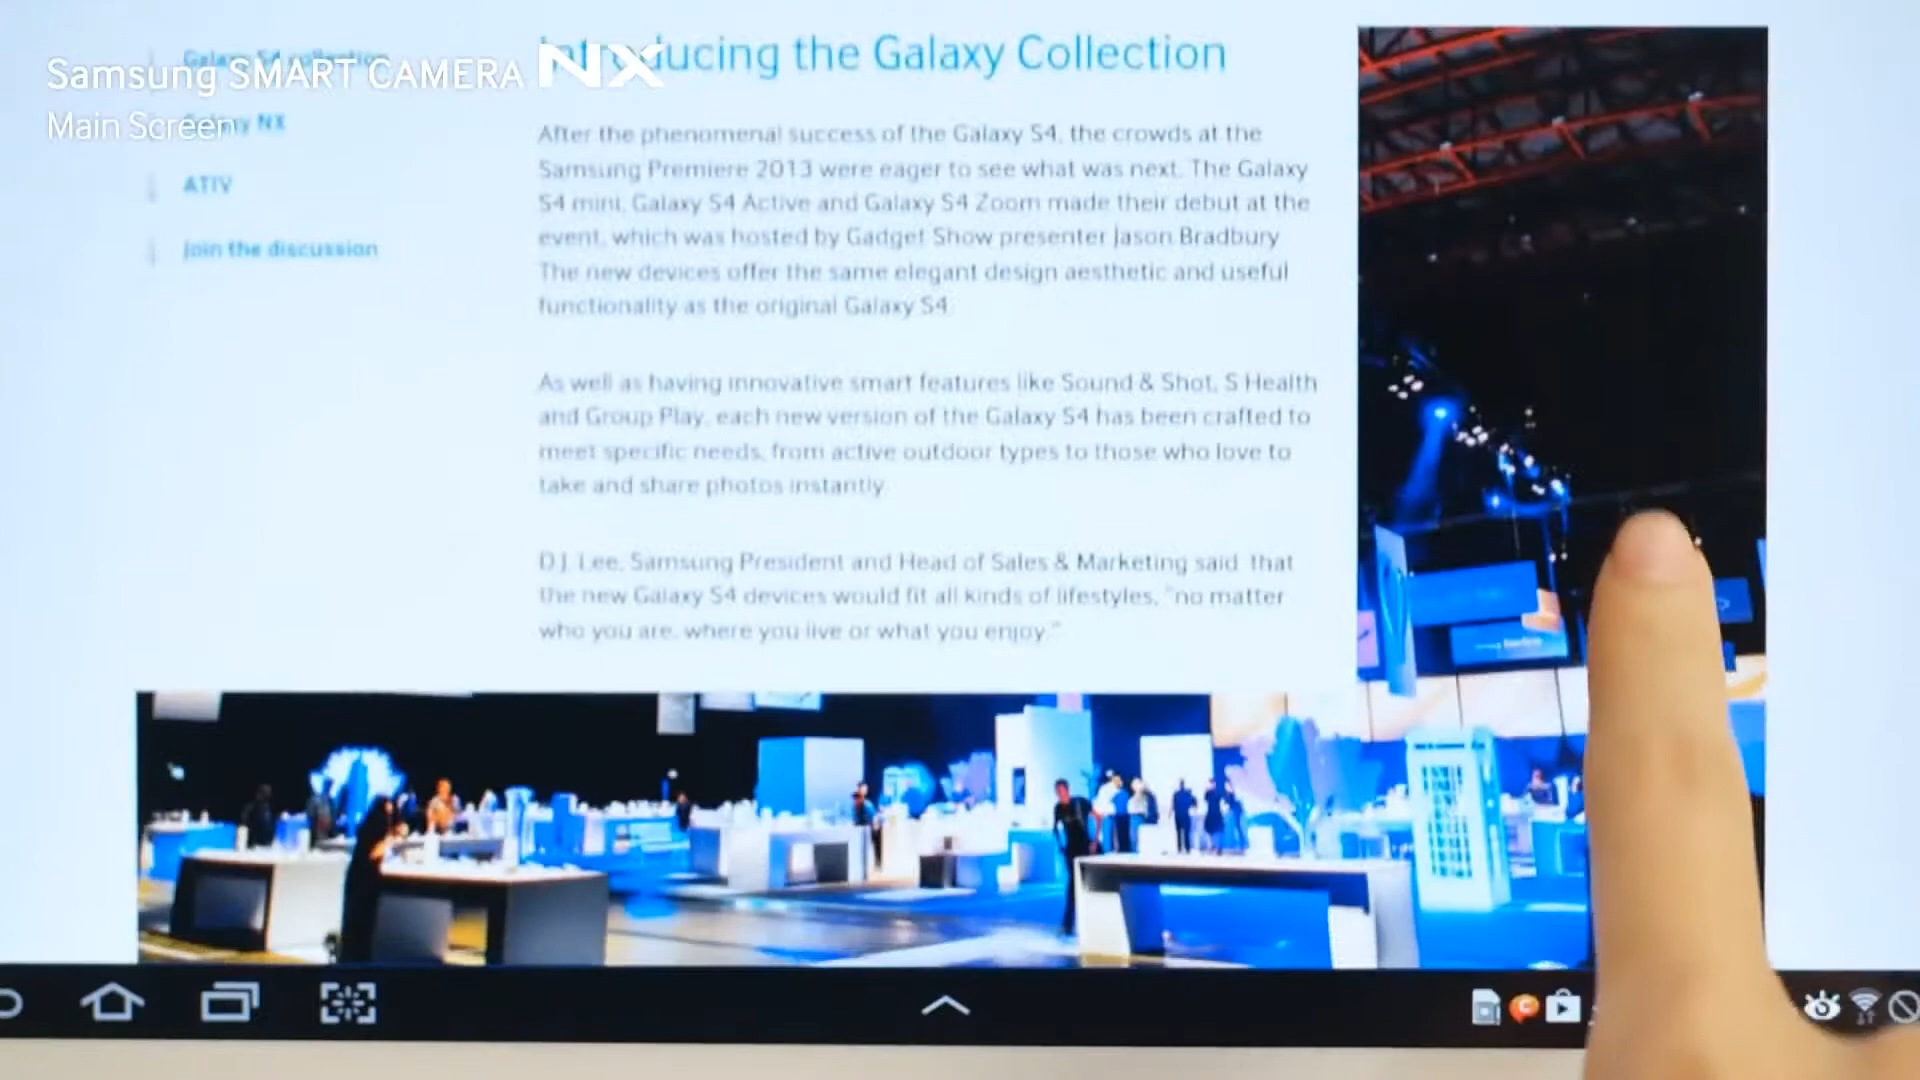 Samsung SMART CAMERA NX
Main Screen
Galaxy S4 collection
Galaxy NX
ATIV
Join the discussion
Introducing the Galaxy Collection
After the phenomenal success of the Galaxy S4, the crowds at the
Samsung Premiere 2013 were eager to see what was next. The Galaxy
S4 mini, Galaxy S4 Active and Galaxy S4 Zoom made their debut at the
event, which was hosted by Gadget Show presenter Jason Bradbury
The new devices offer the same elegant design aesthetic and useful
functionality as the original Galaxy S4.
As well as having innovative smart features like Sound & Shot, S Health
and Group Play, each new version of the Galaxy S4 has been crafted to
meet specific needs, from active outdoor types to those who love to
take and share photos instantly.
D.J. Lee, Samsung President and Head of Sales & Marketing said that
the new Galaxy S4 devices would fit all kinds of lifestyles, "no matter
who you are, where you live or what you enjoy."